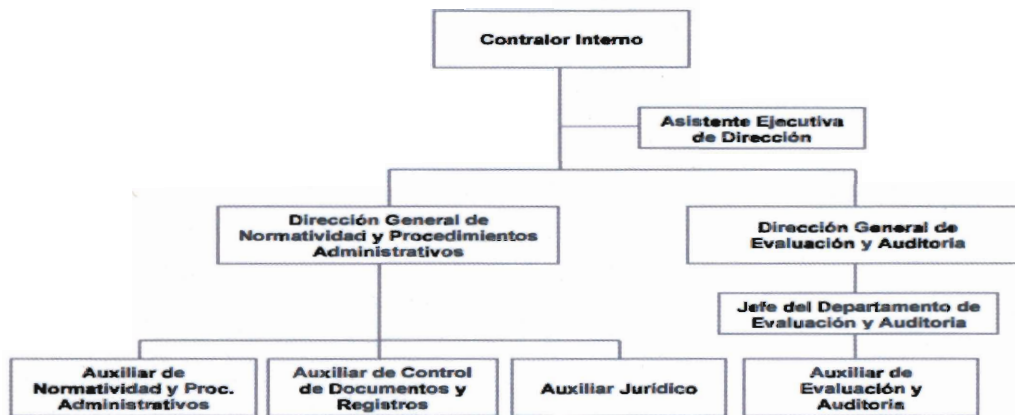 Contralor Interno
Asistente Ejecutiva
de Dirección
Dirección General de
Normatividad y Procedimientos
Administrativos
Dirección General de
Evaluación y Auditoria
Jefe del Departamento de
Evaluación y Auditoria
Auxiliar de
Normatividad y Proc.
Administrativos
Auxiliar de Control
de Documentos y
Registros
Auxiliar Jurídico
Auxiliar de
Evaluación y
Auditoria